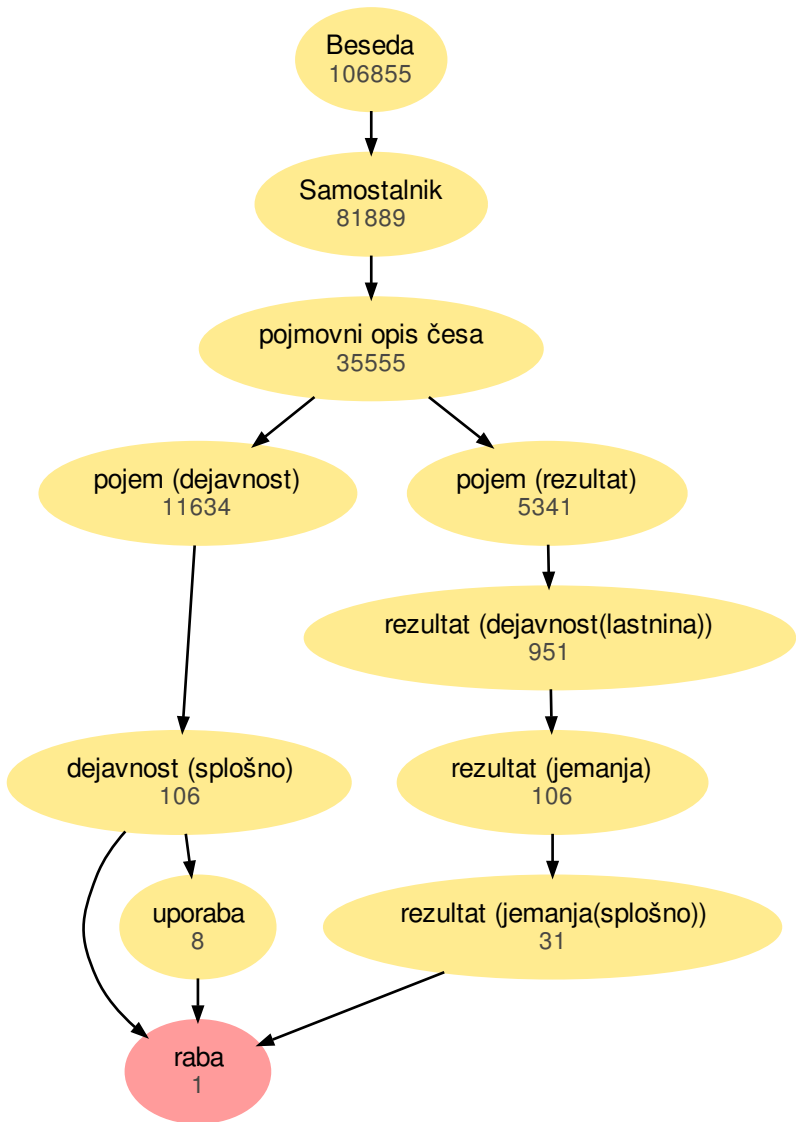 Beseda
106855
Samostalnik
81889
pojmovni opis česa
35555
pojem (dejavnost)
11634
pojem (rezultat)
5341
rezultat (dejavnost(lastnina))
951
dejavnost (splošno)
106
rezultat (jemanja)
106
uporaba
8
rezultat (jemanja(splošno))
31
raba
1